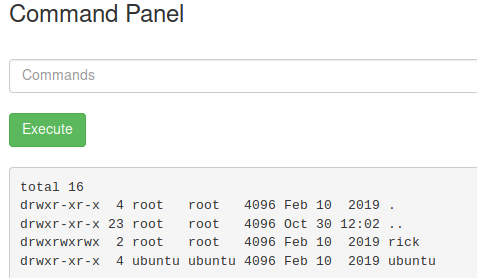 Command Panel
Commands
Execute
total 16
drwxr-xr-x  4 root   root   4096 Feb 10  2019 .
drwxr-xr-x 23 root   root   4096 Oct 30 12:02 ..
drwxrwxrwx  2 root   root   4096 Feb 10  2019 rick
drwxr-xr-x  4 ubuntu ubuntu 4096 Feb 10  2019 ubuntu